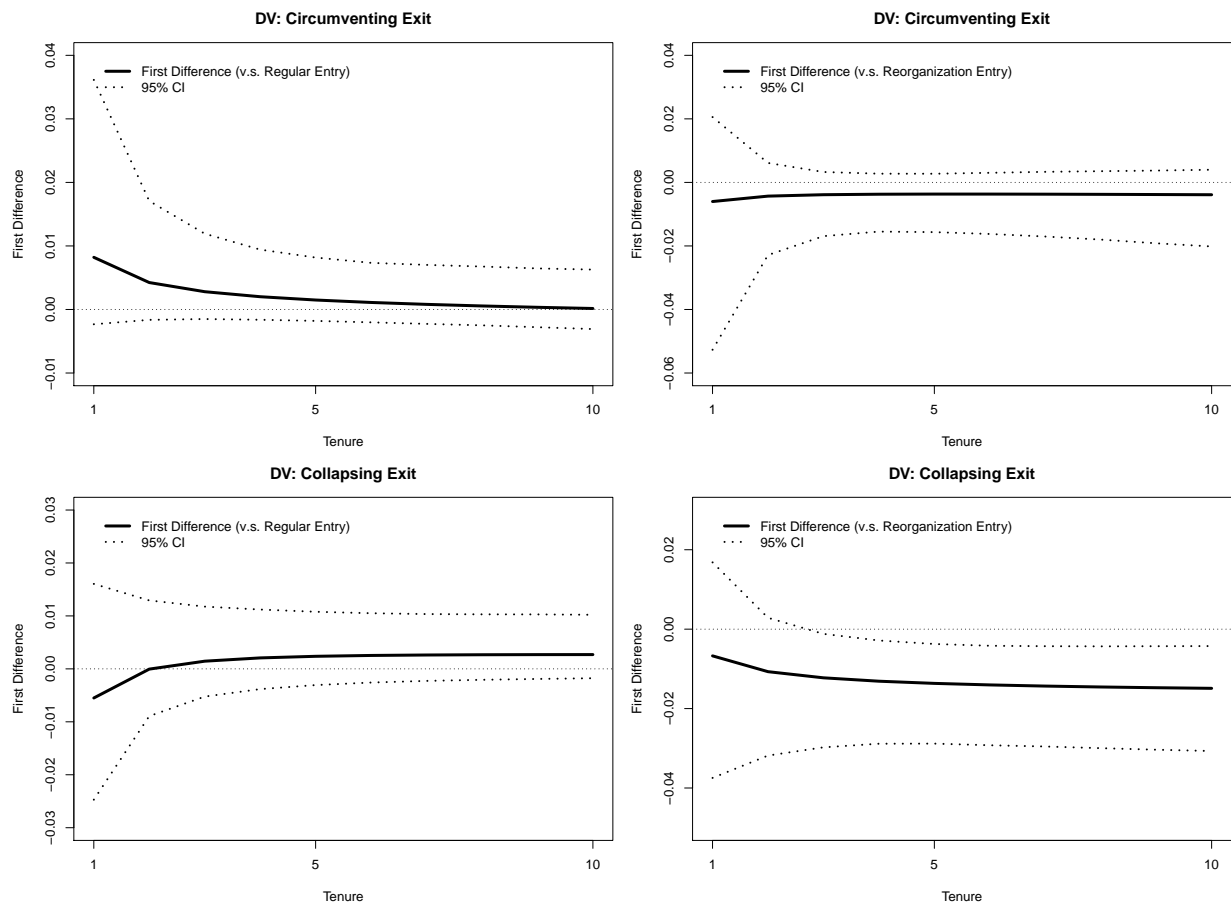 DV: Circumventing Exit
First Difference (v.s. Regular Entry)
95% CI
0.04
0.03
0.02
0.01
0.00
−0.01
First Difference
1
5
10
Tenure
DV: Circumventing Exit
First Difference (v.s. Reorganization Entry)
95% CI
0.04
0.02
0.00
−0.02
−0.04
−0.06
First Difference
1
5
10
Tenure
DV: Collapsing Exit
First Difference (v.s. Regular Entry)
95% CI
0.03
0.02
0.01
0.00
−0.01
−0.02
−0.03
First Difference
1
5
10
Tenure
DV: Collapsing Exit
First Difference (v.s. Reorganization Entry)
95% CI
0.02
0.00
−0.02
−0.04
First Difference
1
5
10
Tenure